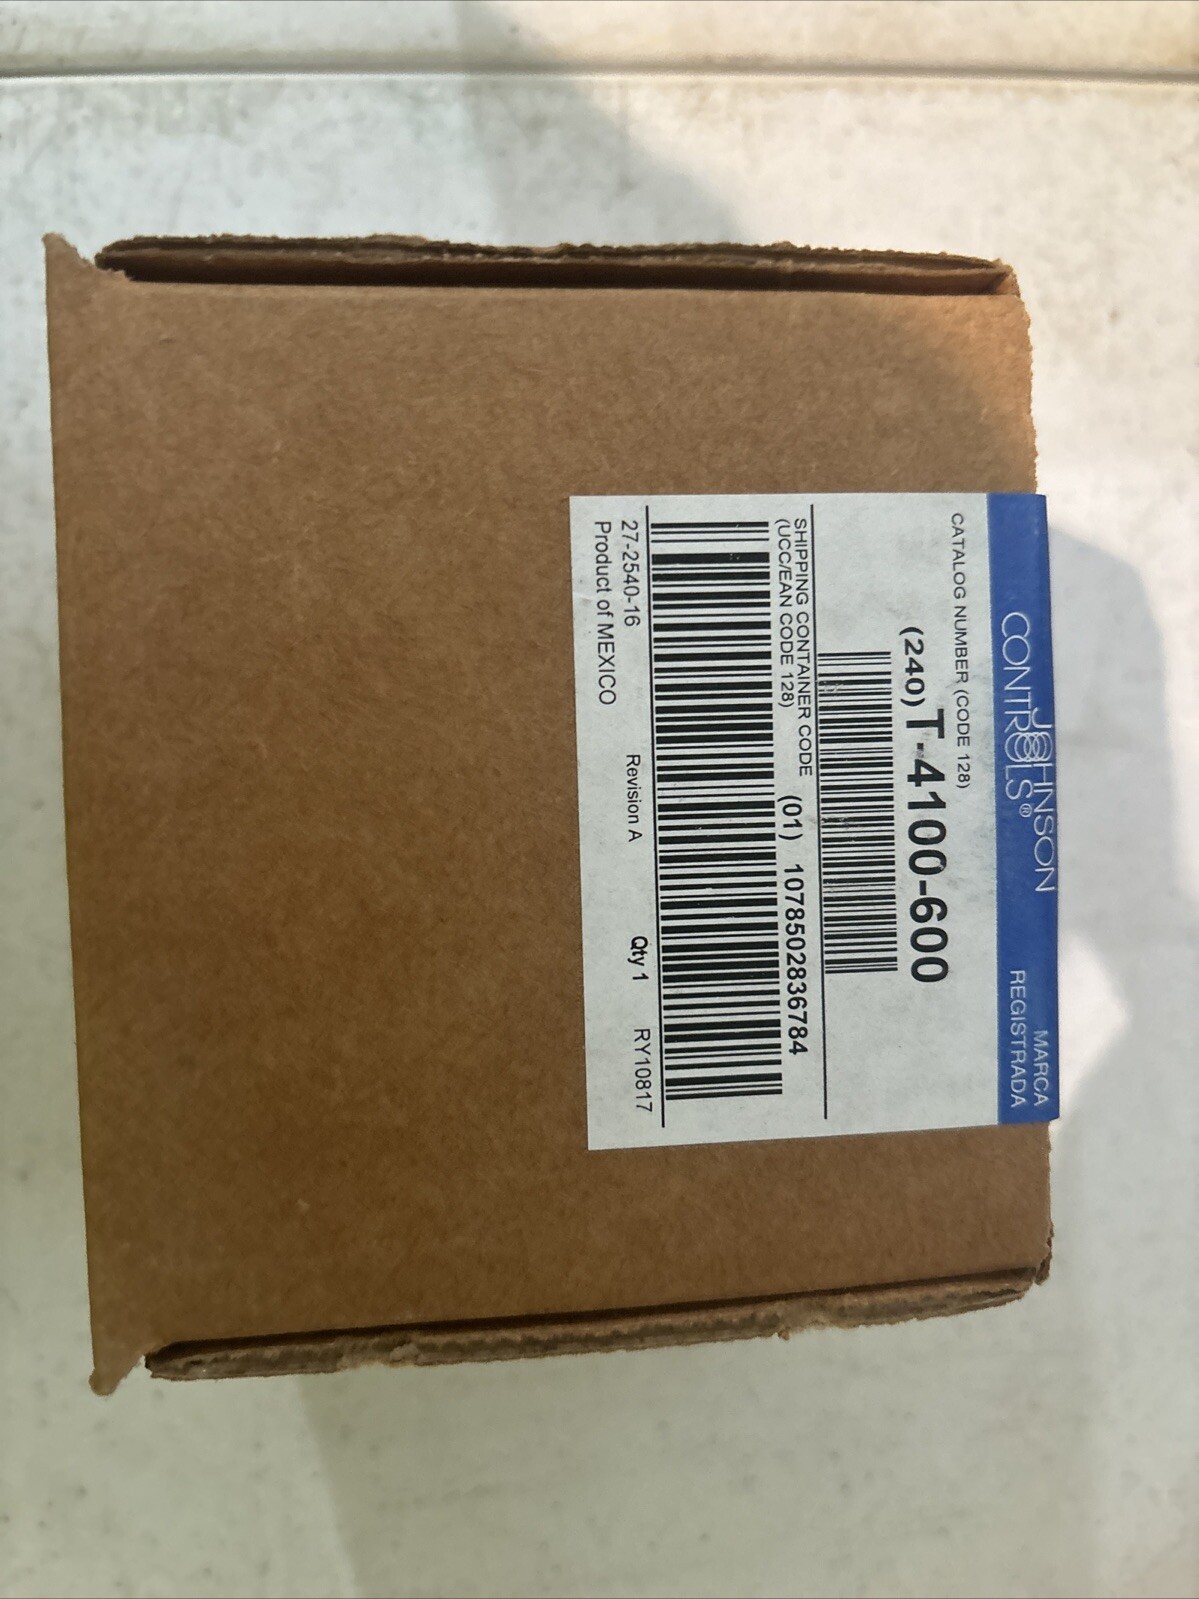 JOHNSON
CONTROLS®
MARCA
REGISTRADA
CATALOG NUMBER (CODE 128)
(240) T-4100-600
SHIPPING CONTAINER CODE
(UCC/EAN CODE 128)
(01) 1078502836784
27-2540-16 Revision A Qty 1 RY10817
Product of MEXICO